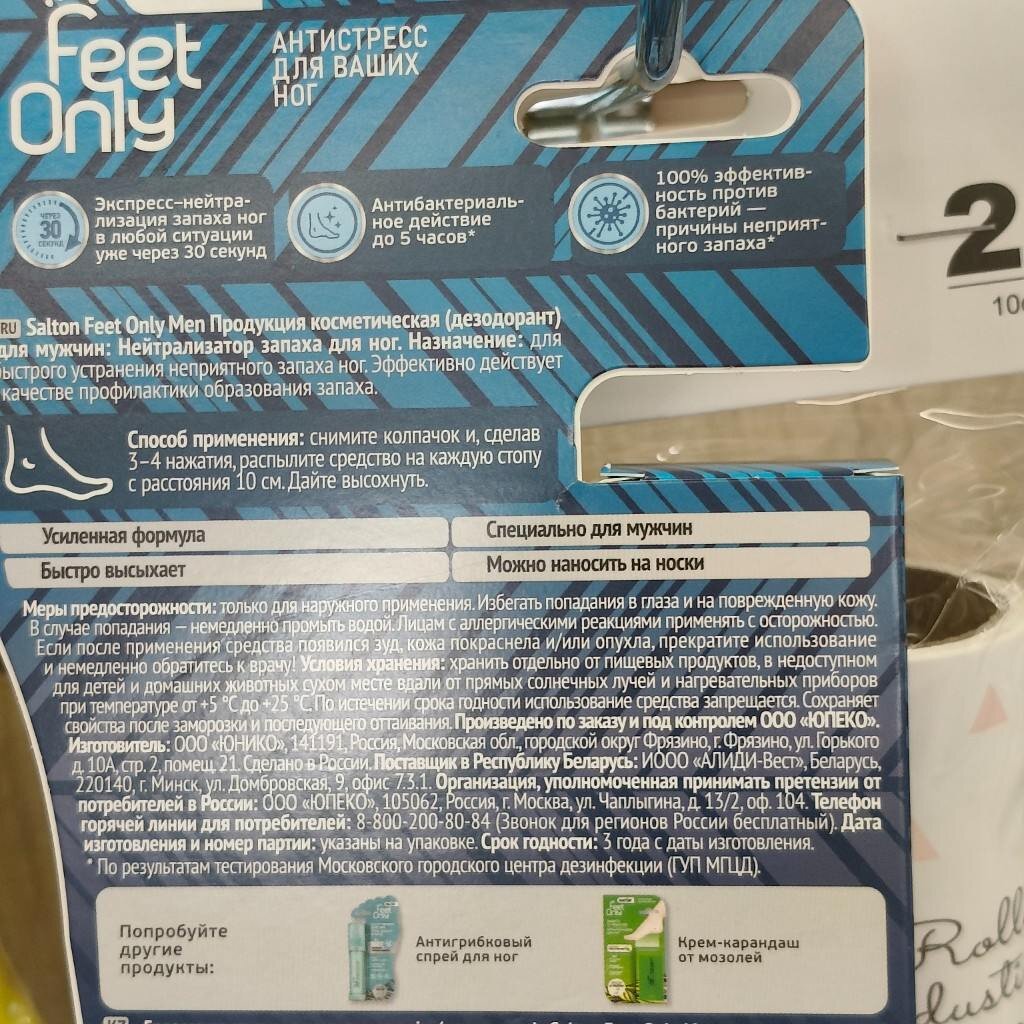 Feet
Only
АНТИСТРЕСС
ДЛЯ ВАШИХ
НОГ
ЧЕРЕЗ
30
СЕКУНД
Экспресс-нейтра-
лизация запаха ног
в любой ситуации
уже через 30 секунд
Антибактериаль-
ное действие
до 5 часов*
100% эффектив-
ность против
бактерий —
причины неприят-
ного запаха*
2
RU Salton Feet Only Men Продукция косметическая (дезодорант)
для мужчин: Нейтрализатор запаха для ног. Назначение: для
быстрого устранения неприятного запаха ног. Эффективно действует
качестве профилактики образования запаха.
Способ применения: снимите колпачок и, сделав
3–4 нажатия, распылите средство на каждую стопу
с расстояния 10 см. Дайте высохнуть.
Усиленная формула
Специально для мужчин
Быстро высыхает
Можно наносить на носки
Меры предосторожности: только для наружного применения. Избегать попадания в глаза и на поврежденную кожу.
В случае попадания – немедленно промыть водой. Лицам с аллергическими реакциями применять с осторожностью.
Если после применения средства появился зуд, кожа покраснела и/или опухла, прекратите использование
и немедленно обратитесь к врачу! Условия хранения: хранить отдельно от пищевых продуктов, в недоступном
для детей и домашних животных сухом месте вдали от прямых солнечных лучей и нагревательных приборов
при температуре от +5 °C до +25 °C. По истечении срока годности использование средства запрещается. Сохраняет
свойства после заморозки и последующего оттаивания. Произведено по заказу и под контролем ООО «ЮПЕКО».
Изготовитель: ООО «ЮНИКО», 141191, Россия, Московская обл., городской округ Фрязино, г. Фрязино, ул. Горького
д. 10А, стр. 2, помещ. 21. Сделано в России. Поставщик в Республику Беларусь: ИООО «АЛИДИ-Вест», Беларусь,
220140, г. Минск, ул. Домбровская, 9, офис 7.3.1. Организация, уполномоченная принимать претензии от
потребителей в России: ООО «ЮПЕКО», 105062, Россия, г. Москва, ул. Чаплыгина, д. 13/2, оф. 104. Телефон
горячей линии для потребителей: 8-800-200-80-84 (Звонок для регионов России бесплатный). Дата
изготовления и номер партии: указаны на упаковке. Срок годности: 3 года с даты изготовления.
* По результатам тестирования Московского городского центра дезинфекции (ГУП МГЦД).
Попробуйте
другие
продукты:
Feet
Only
Антигрибковый
спрей для ног
Feet
Only
Крем-карандаш
от мозолей
Roll